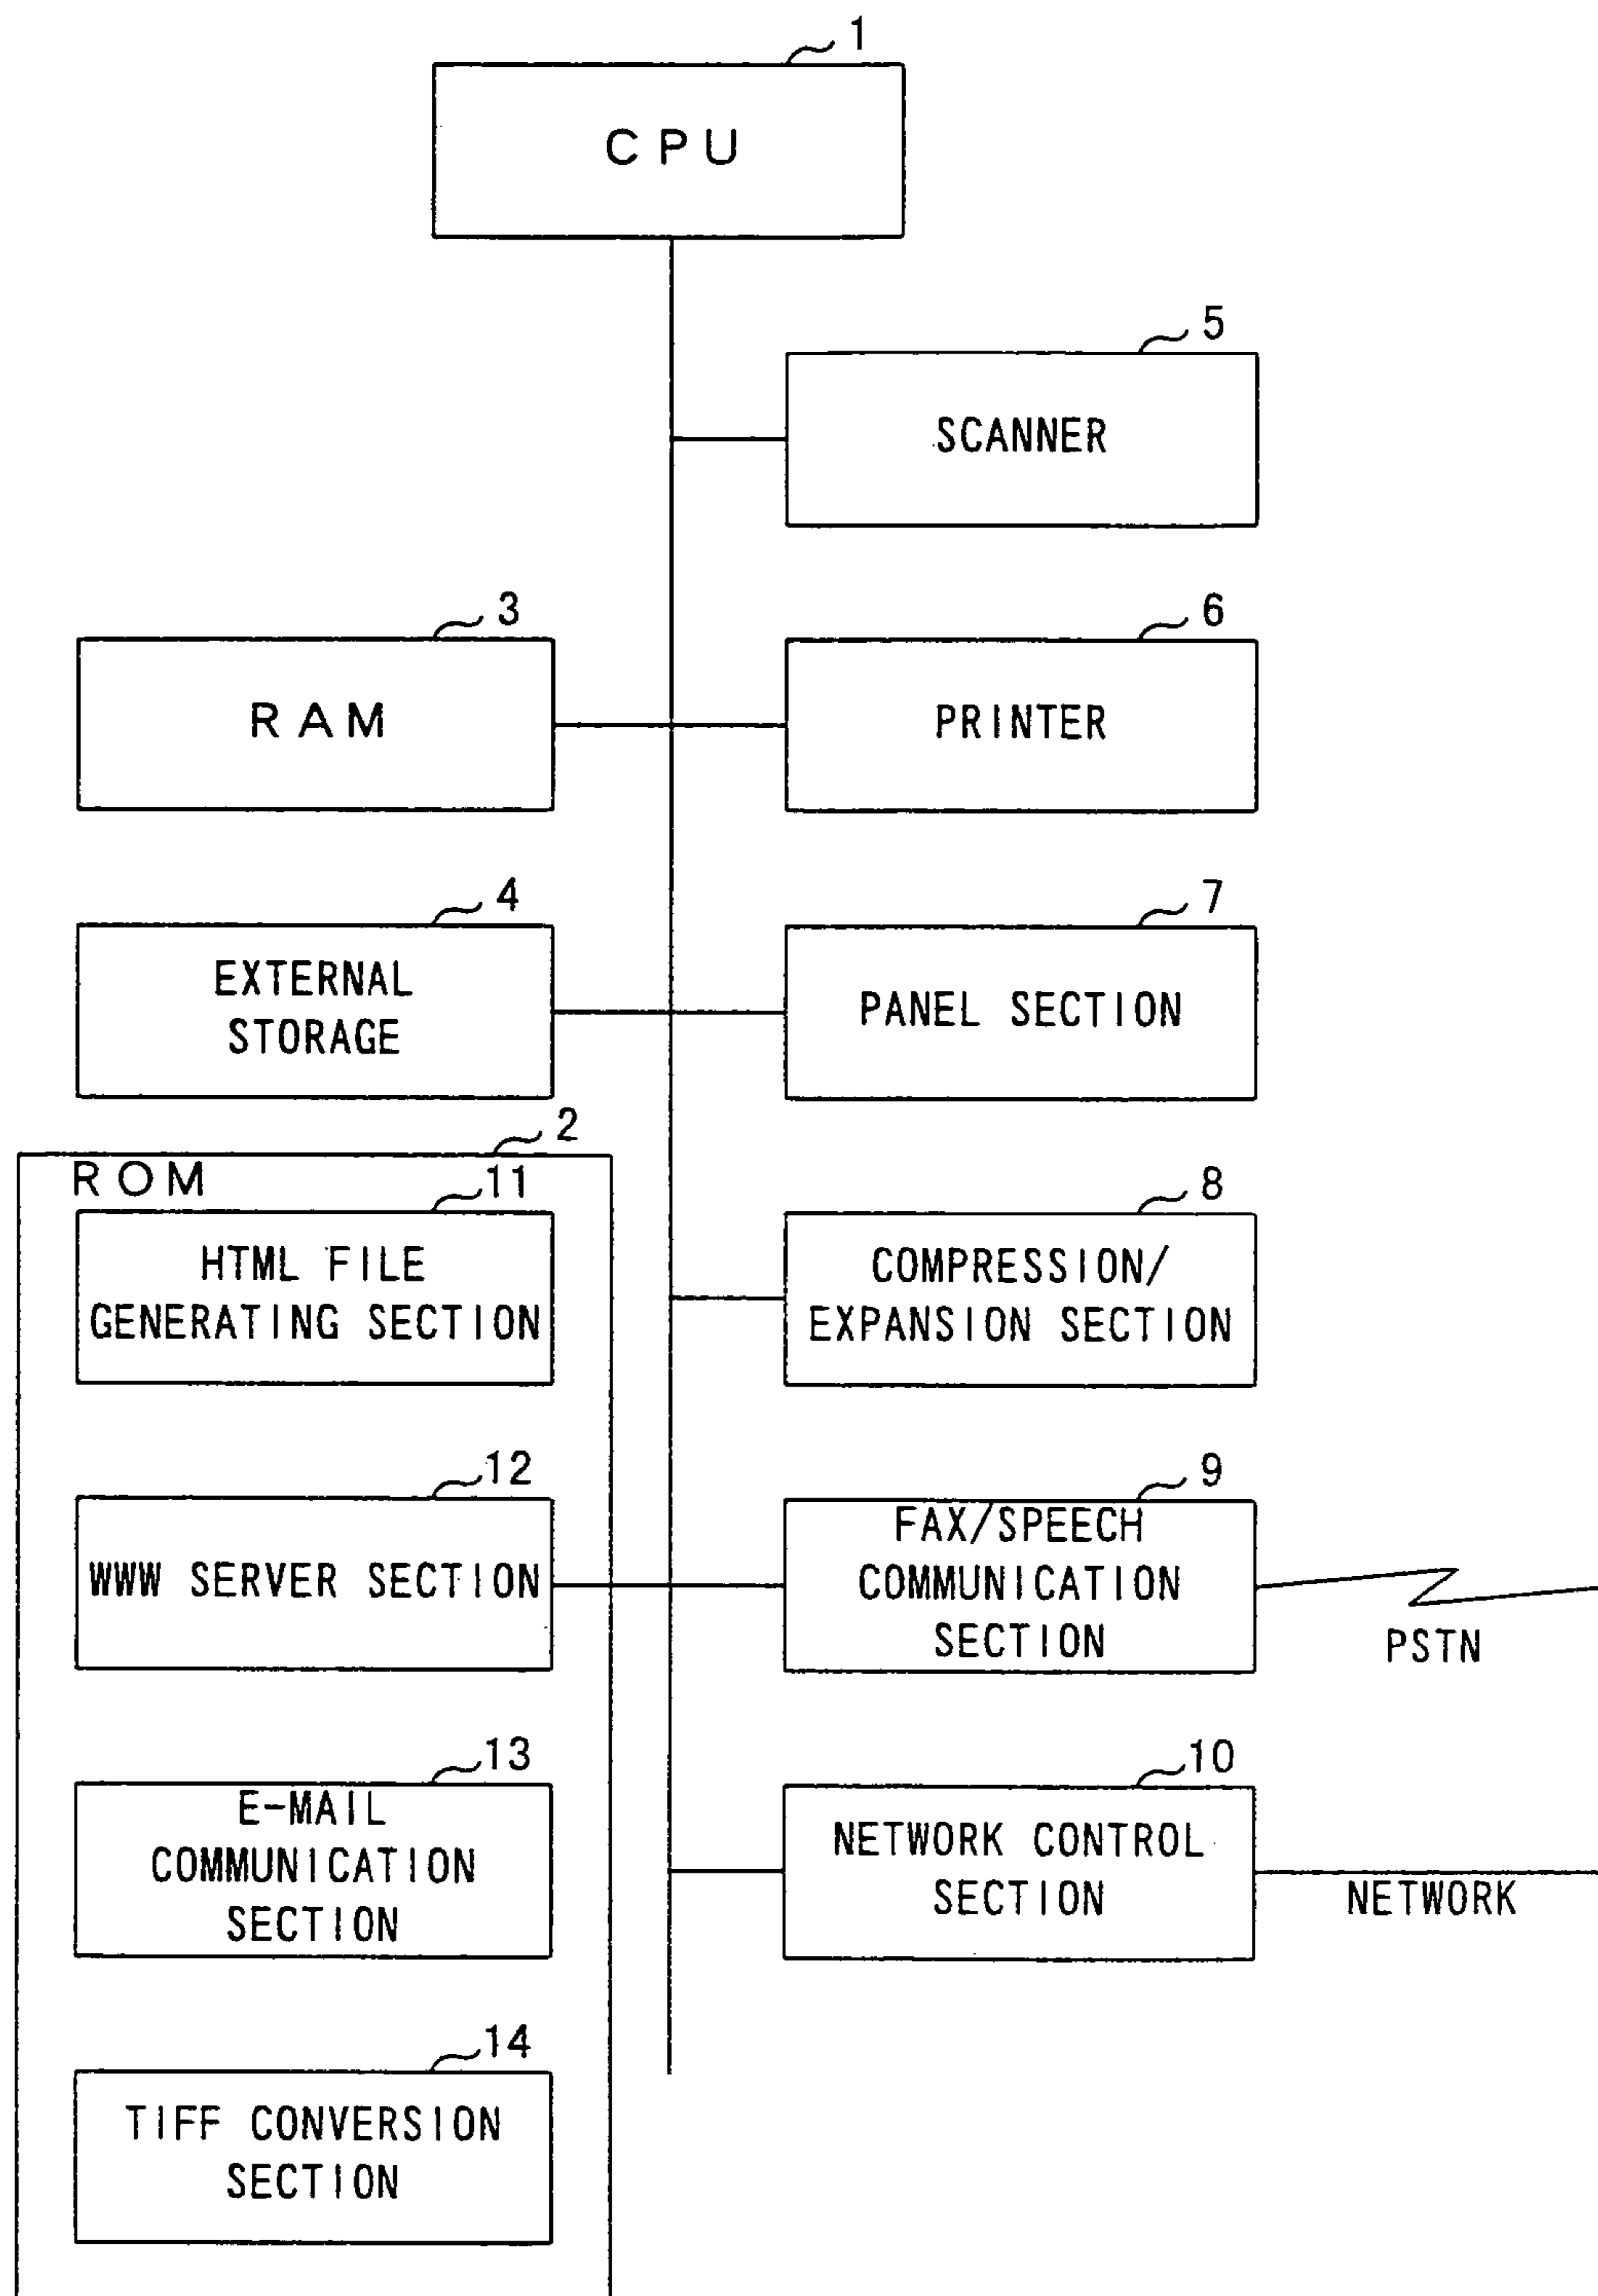 1
CPU
5
SCANNER
3
RAM
6
PRINTER
4
EXTERNAL
STORAGE
7
PANEL SECTION
2
ROM
11
HTML FILE
GENERATING SECTION
8
COMPRESSION/
EXPANSION SECTION
12
WWW SERVER SECTION
9
FAX/SPEECH
COMMUNICATION
SECTION
PSTN
13
E-MAIL
COMMUNICATION
SECTION
10
NETWORK CONTROL
SECTION
NETWORK
14
TIFF CONVERSION
SECTION